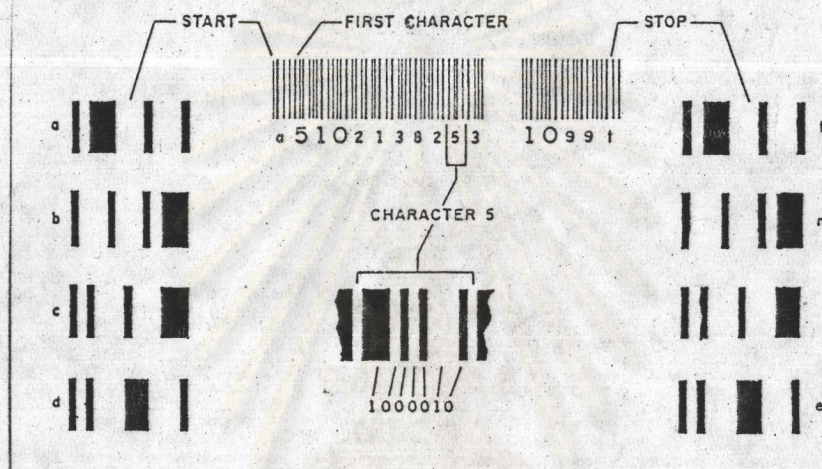 START FIRST CHARACTER STOP
a
a 5 1 0 2 1 3 8 2 5 3 1 0 9 9 t
b
CHARACTER 5
c
d e
1000010